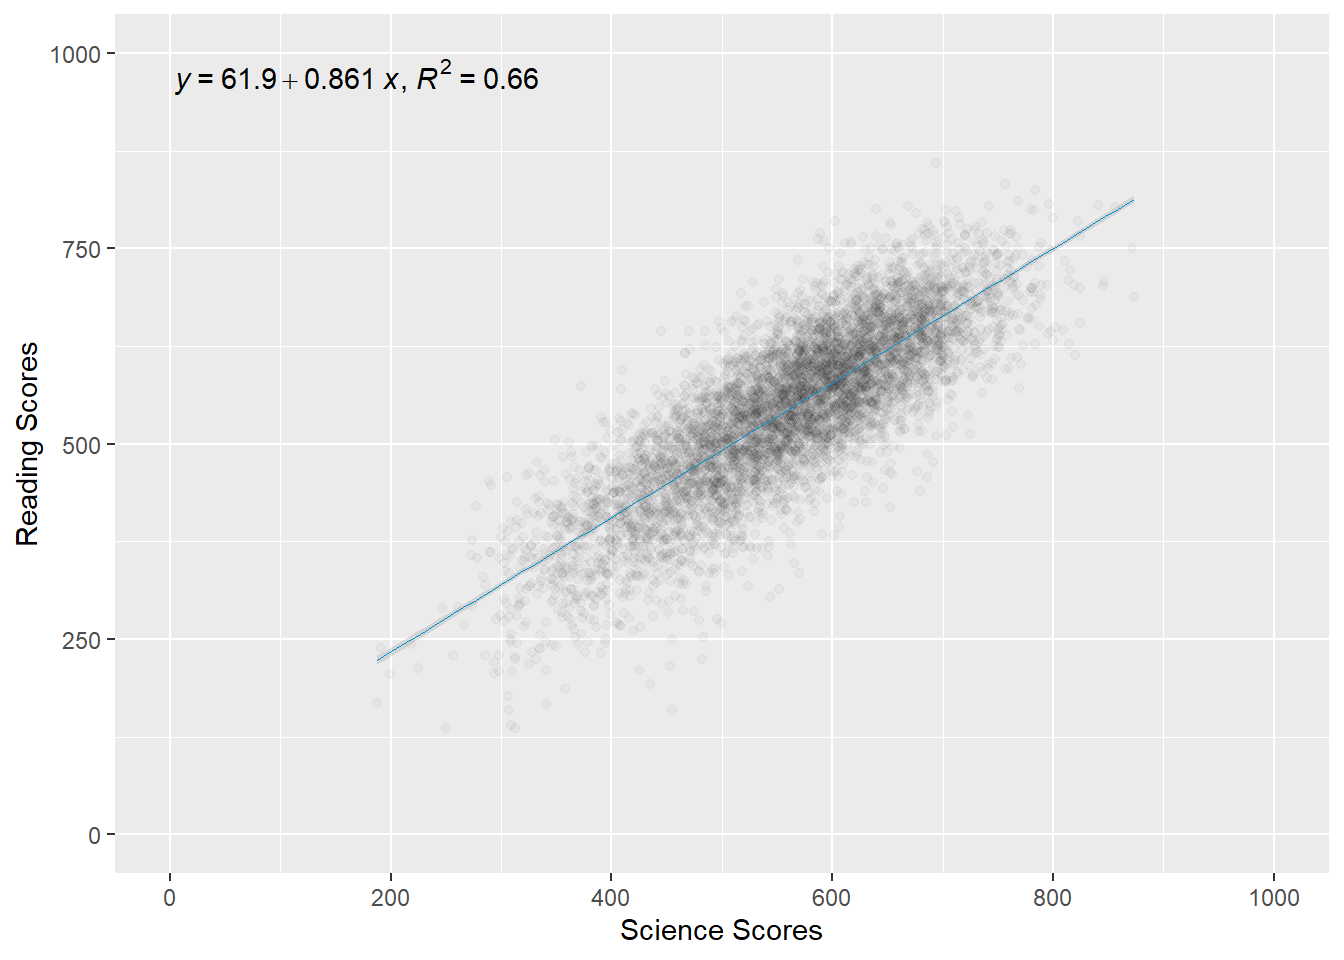 y = 61.9 + 0.861 x, R² = 0.66
1000
750
500
250
0
Reading Scores
0 200 400 600 800 1000
Science Scores